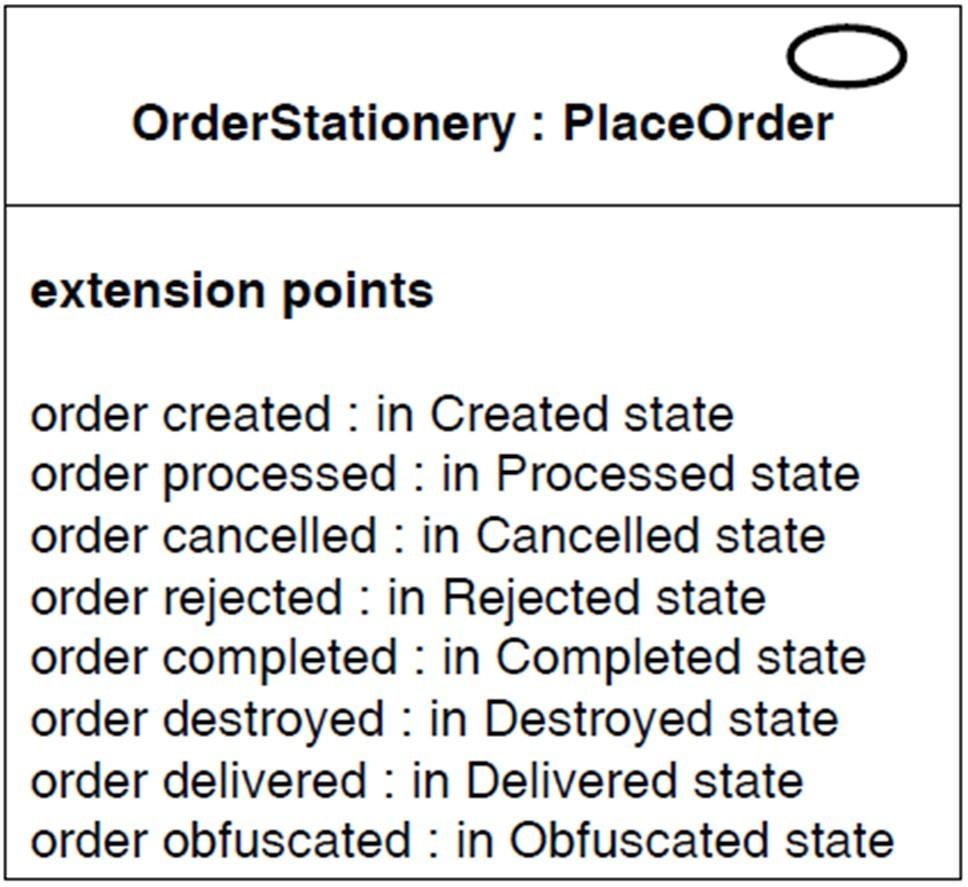 OrderStationery : PlaceOrder
extension points
order created : in Created state
order processed : in Processed state
order cancelled : in Cancelled state
order rejected : in Rejected state
order completed : in Completed state
order destroyed : in Destroyed state
order delivered : in Delivered state
order obfuscated : in Obfuscated state